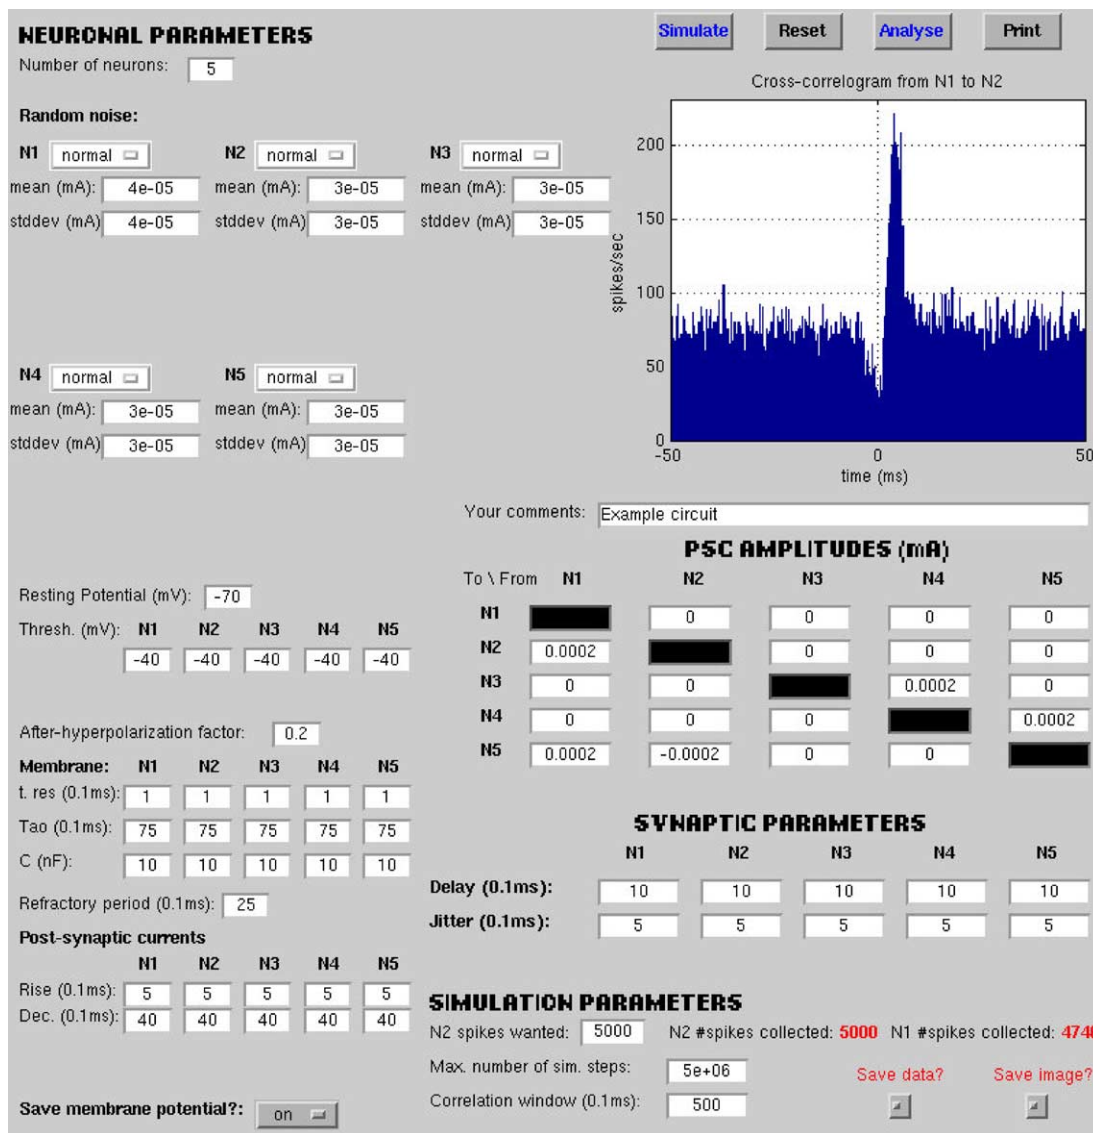 NEURONAL PARAMETERS
Simulate Reset Analyse Print
Number of neurons: 5
Cross-correlogram from N1 to N2
Random noise:
N1 normal N2 normal N3 normal
mean (mA): 4e-05 mean (mA): 3e-05 mean (mA): 3e-05
stddev (mA) 4e-05 stddev (mA) 3e-05 stddev (mA) 3e-05
200
150
100
50
0
spikes/sec
-50 0 50
time (ms)
N4 normal N5 normal
mean (mA): 3e-05 mean (mA): 3e-05
stddev (mA) 3e-05 stddev (mA) 3e-05
Your comments: Example circuit
PSC AMPLITUDES (mA)
To \ From N1 N2 N3 N4 N5
N1 0 0 0 0
N2 0.0002 0 0 0
N3 0 0 0.0002 0
N4 0 0 0 0.0002
N5 0.0002 -0.0002 0 0
Resting Potential (mV): -70
Thresh. (mV): N1 N2 N3 N4 N5
-40 -40 -40 -40 -40
After-hyperpolarization factor: 0.2
Membrane: N1 N2 N3 N4 N5
t. res (0.1ms): 1 1 1 1 1
Tao (0.1ms): 75 75 75 75 75
C (nF): 10 10 10 10 10
Refractory period (0.1ms): 25
Post-synaptic currents
N1 N2 N3 N4 N5
Rise (0.1ms): 5 5 5 5 5
Dec. (0.1ms): 40 40 40 40 40
Save membrane potential?: on
SYNAPTIC PARAMETERS
N1 N2 N3 N4 N5
Delay (0.1ms): 10 10 10 10 10
Jitter (0.1ms): 5 5 5 5 5
SIMULATION PARAMETERS
N2 spikes wanted: 5000 N2 #spikes collected: 5000 N1 #spikes collected:
Max. number of sim. steps: 5e+06 Save data? Save image?
Correlation window (0.1ms): 500